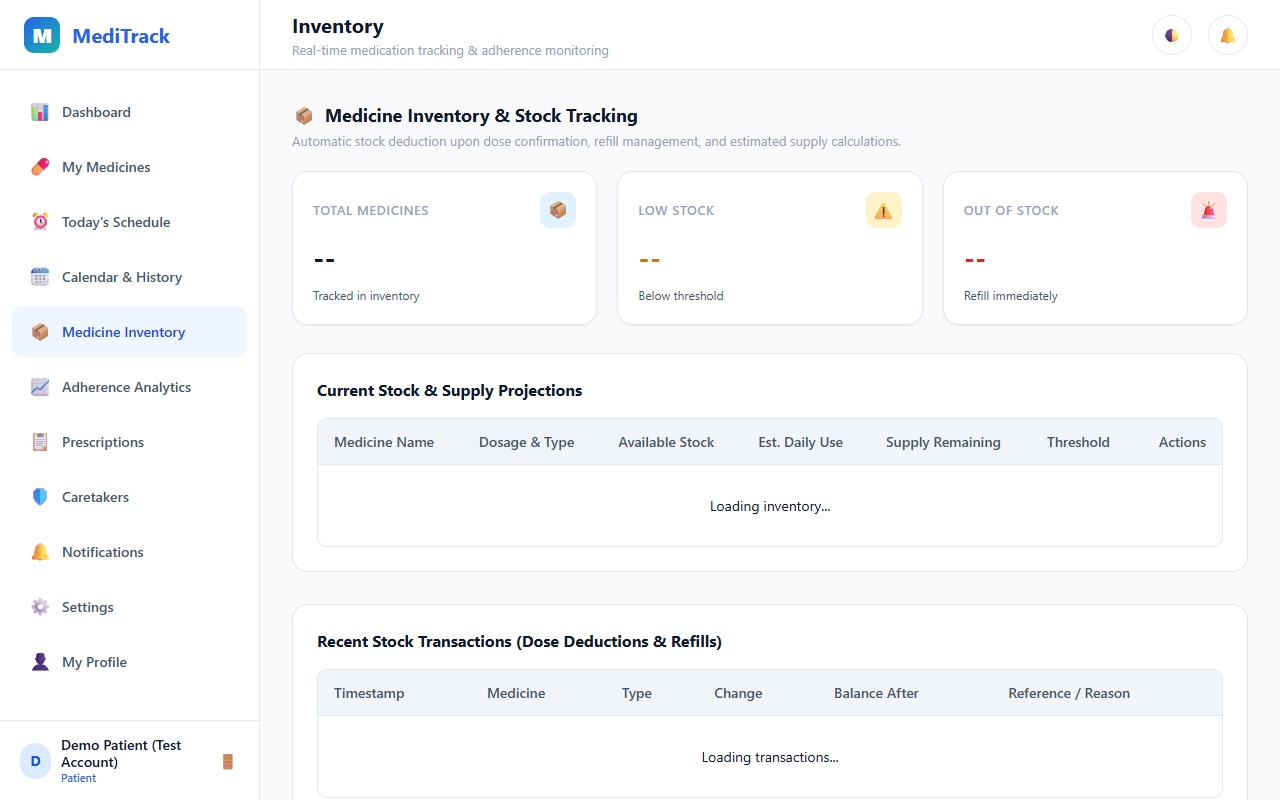 M MediTrack
Dashboard
My Medicines
Today's Schedule
Calendar & History
Medicine Inventory
Adherence Analytics
Prescriptions
Caretakers
Notifications
Settings
My Profile
D
Demo Patient (Test
Account)
Patient
Inventory
Real-time medication tracking & adherence monitoring
Medicine Inventory & Stock Tracking
Automatic stock deduction upon dose confirmation, refill management, and estimated supply calculations.
TOTAL MEDICINES
--
Tracked in inventory
LOW STOCK
--
Below threshold
OUT OF STOCK
--
Refill immediately
Current Stock & Supply Projections
Medicine Name Dosage & Type Available Stock Est. Daily Use Supply Remaining Threshold Actions
Loading inventory...
Recent Stock Transactions (Dose Deductions & Refills)
Timestamp Medicine Type Change Balance After Reference / Reason
Loading transactions...